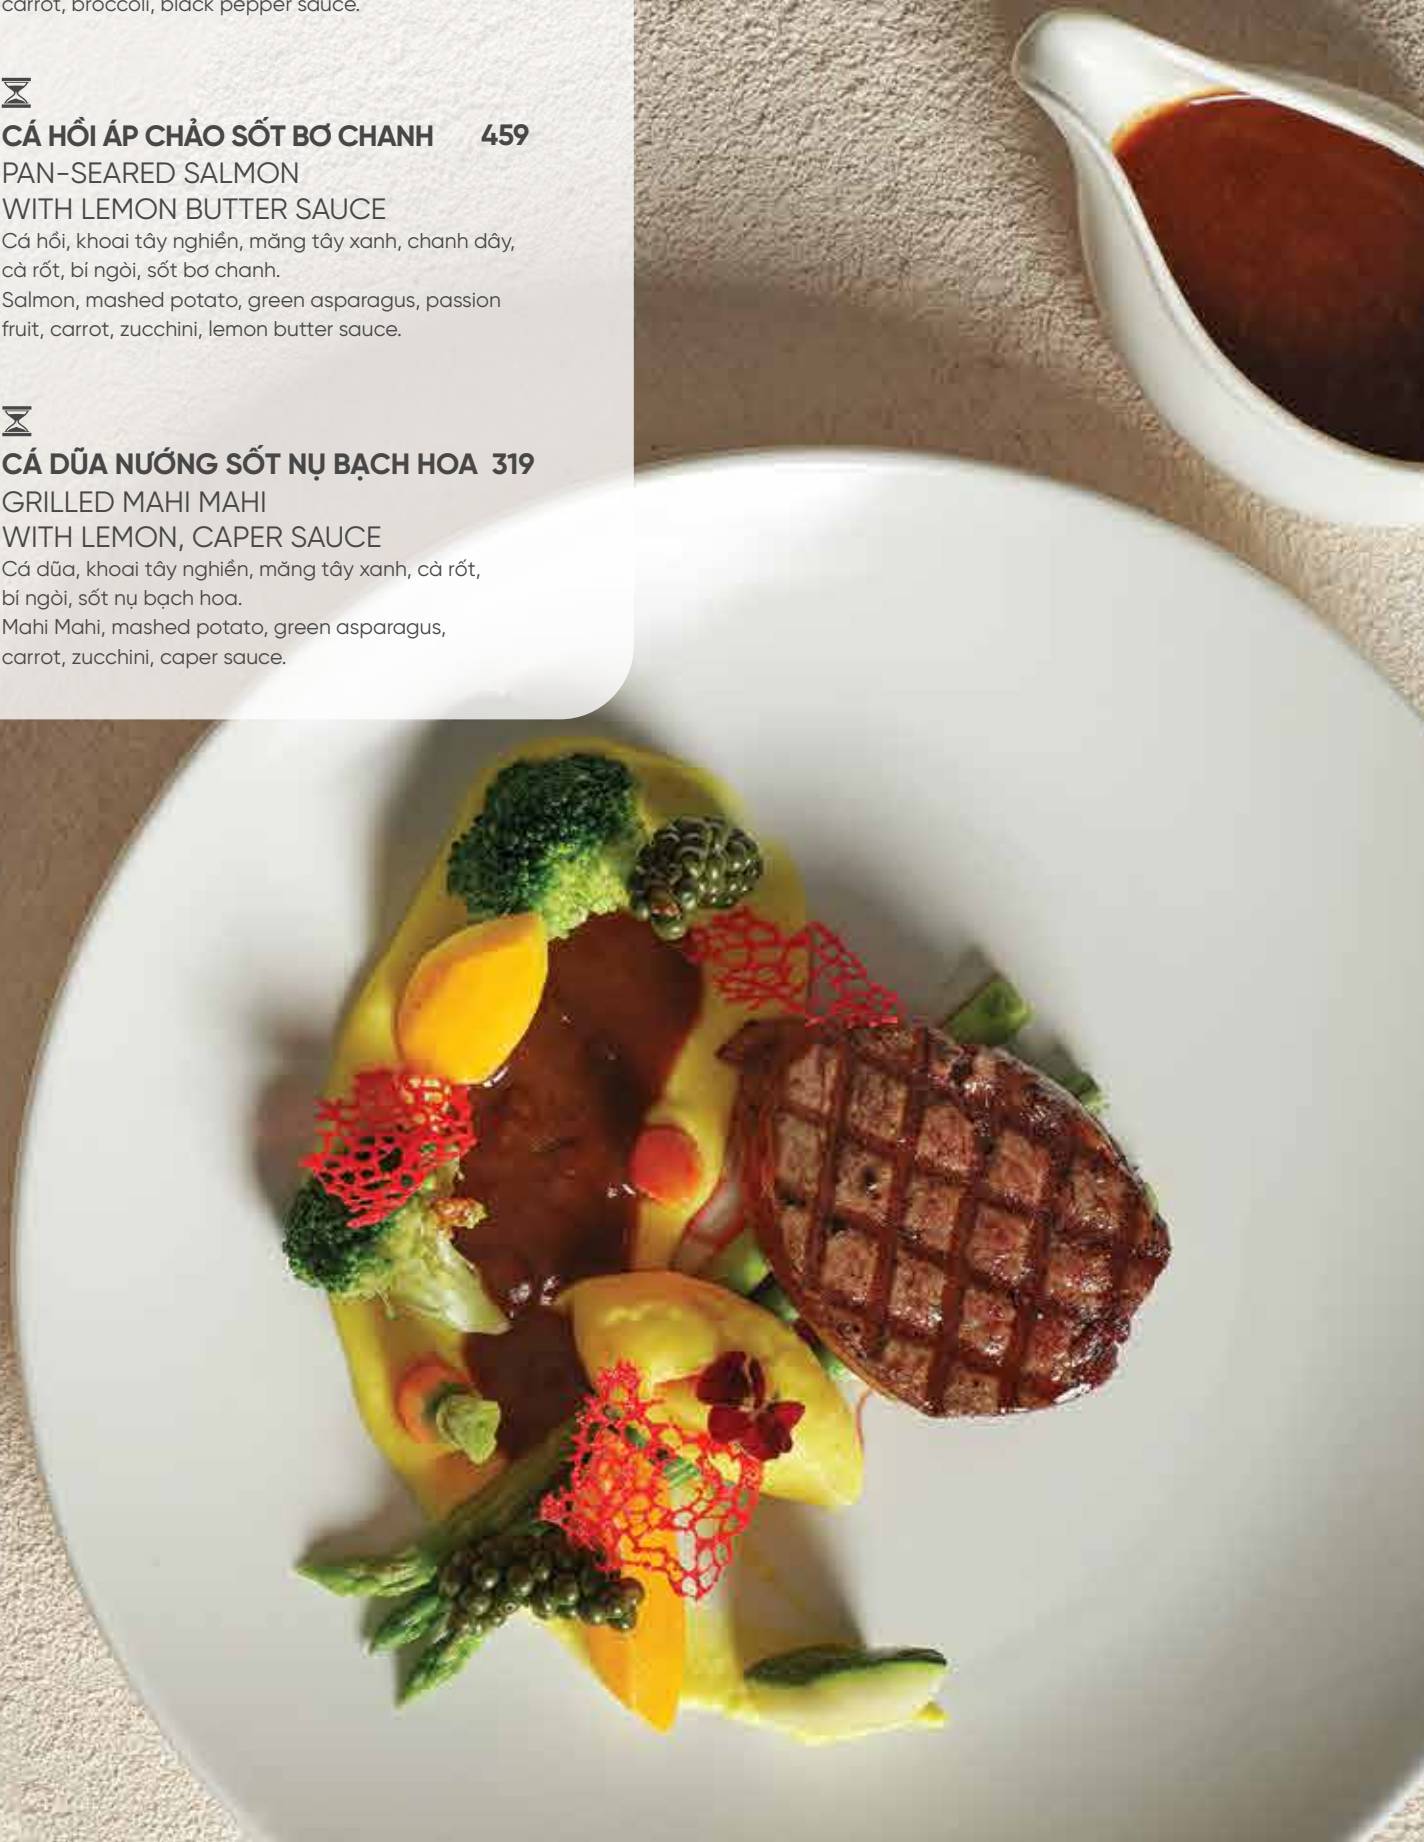 carrot, broccoli, black pepper sauce.
CÁ HỒI ÁP CHẢO SỐT BƠ CHANH 459
PAN-SEARED SALMON
WITH LEMON BUTTER SAUCE
Cá hồi, khoai tây nghiền, măng tây xanh, chanh dây,
cà rốt, bí ngòi, sốt bơ chanh.
Salmon, mashed potato, green asparagus, passion
fruit, carrot, zucchini, lemon butter sauce.
CÁ DŨA NƯỚNG SỐT NỤ BẠCH HOA 319
GRILLED MAHI MAHI
WITH LEMON, CAPER SAUCE
Cá dũa, khoai tây nghiền, măng tây xanh, cà rốt,
bí ngòi, sốt nụ bạch hoa.
Mahi Mahi, mashed potato, green asparagus,
carrot, zucchini, caper sauce.